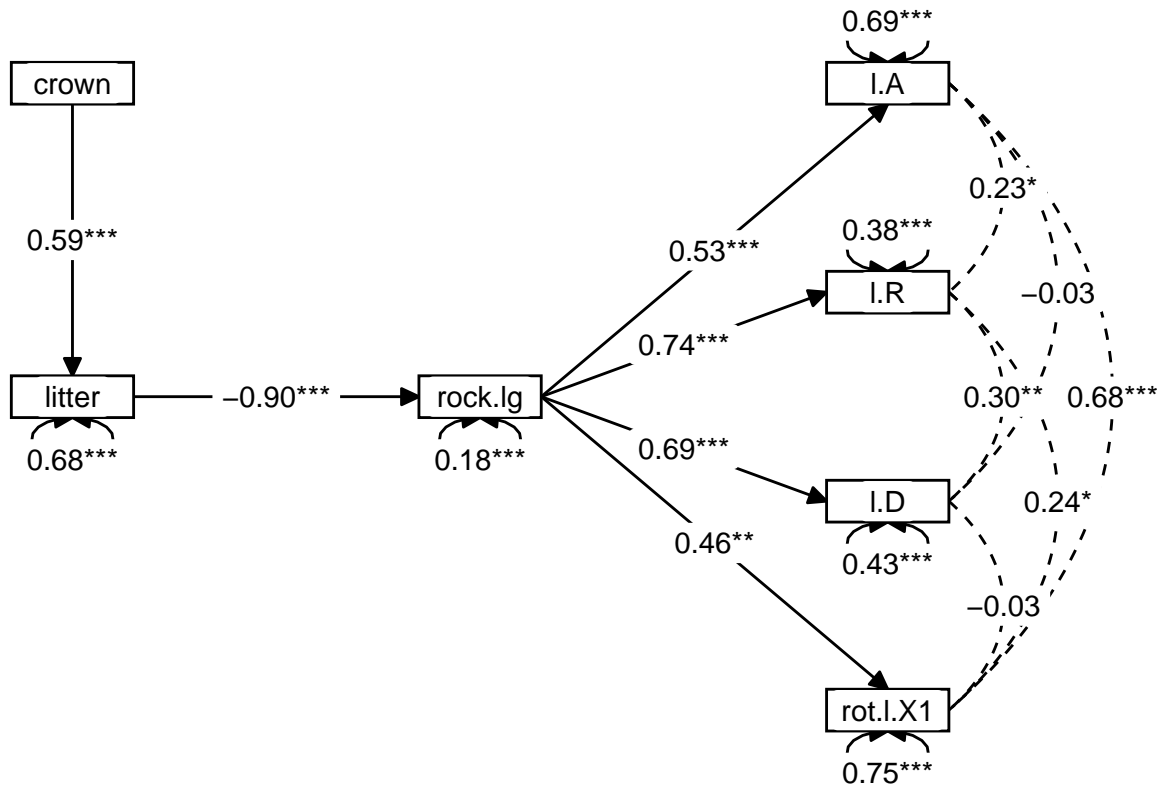 0.69***
crown
l.A
0.23*
0.59***
0.38***
0.53***
l.R
−0.03
0.74***
litter
−0.90***
rock.lg
0.30**
0.68***
0.68***
0.18***
0.69***
l.D
0.24*
0.46**
0.43***
−0.03
rot.l.X1
0.75***